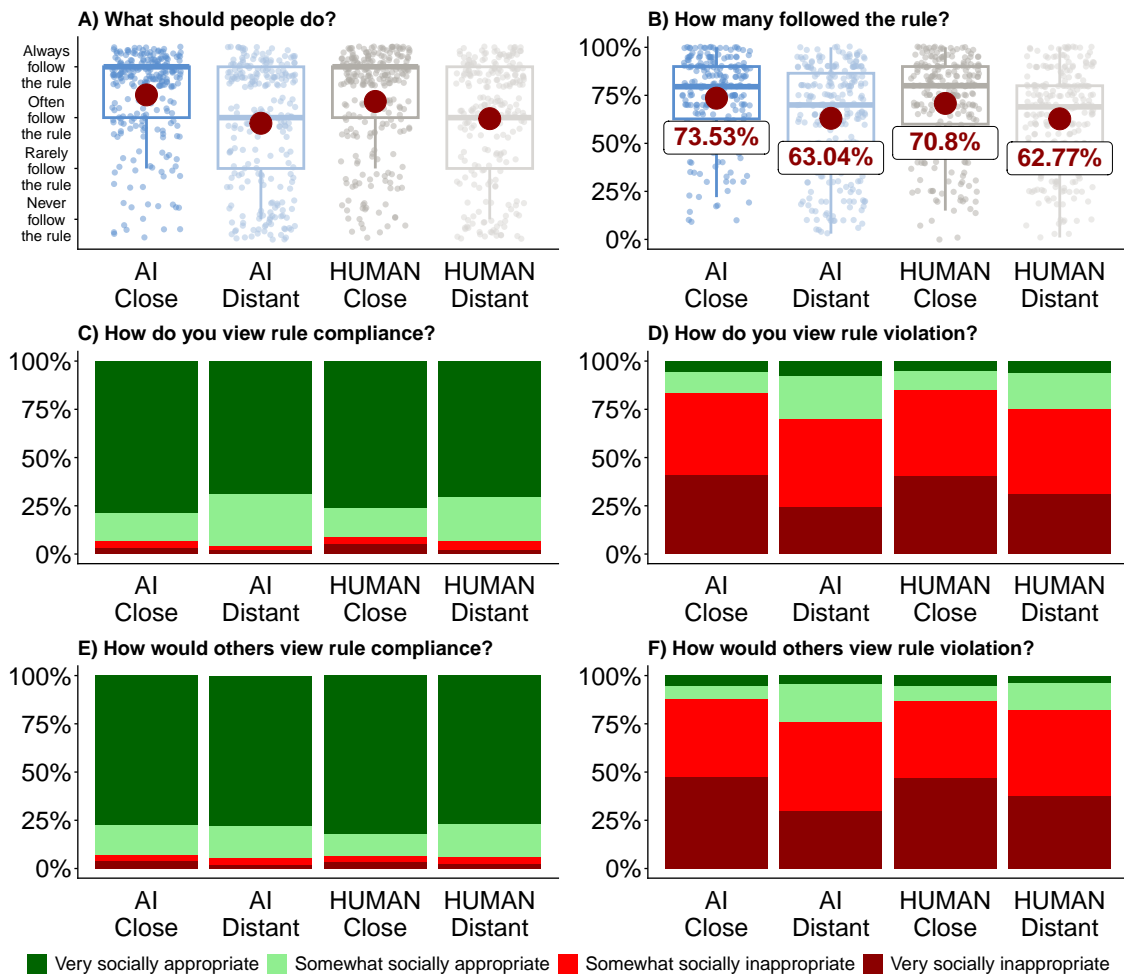 A) What should people do?
Always
follow
the rule
Often
follow
the rule
Rarely
follow
the rule
Never
follow
the rule
AI
Close
AI
Distant
HUMAN
Close
HUMAN
Distant
B) How many followed the rule?
100%
75%
50%
25%
0%
73.53%
63.04%
70.8%
62.77%
AI
Close
AI
Distant
HUMAN
Close
HUMAN
Distant
C) How do you view rule compliance?
100%
75%
50%
25%
0%
AI
Close
AI
Distant
HUMAN
Close
HUMAN
Distant
D) How do you view rule violation?
100%
75%
50%
25%
0%
AI
Close
AI
Distant
HUMAN
Close
HUMAN
Distant
E) How would others view rule compliance?
100%
75%
50%
25%
0%
AI
Close
AI
Distant
HUMAN
Close
HUMAN
Distant
F) How would others view rule violation?
100%
75%
50%
25%
0%
AI
Close
AI
Distant
HUMAN
Close
HUMAN
Distant
Very socially appropriate
Somewhat socially appropriate
Somewhat socially inappropriate
Very socially inappropriate